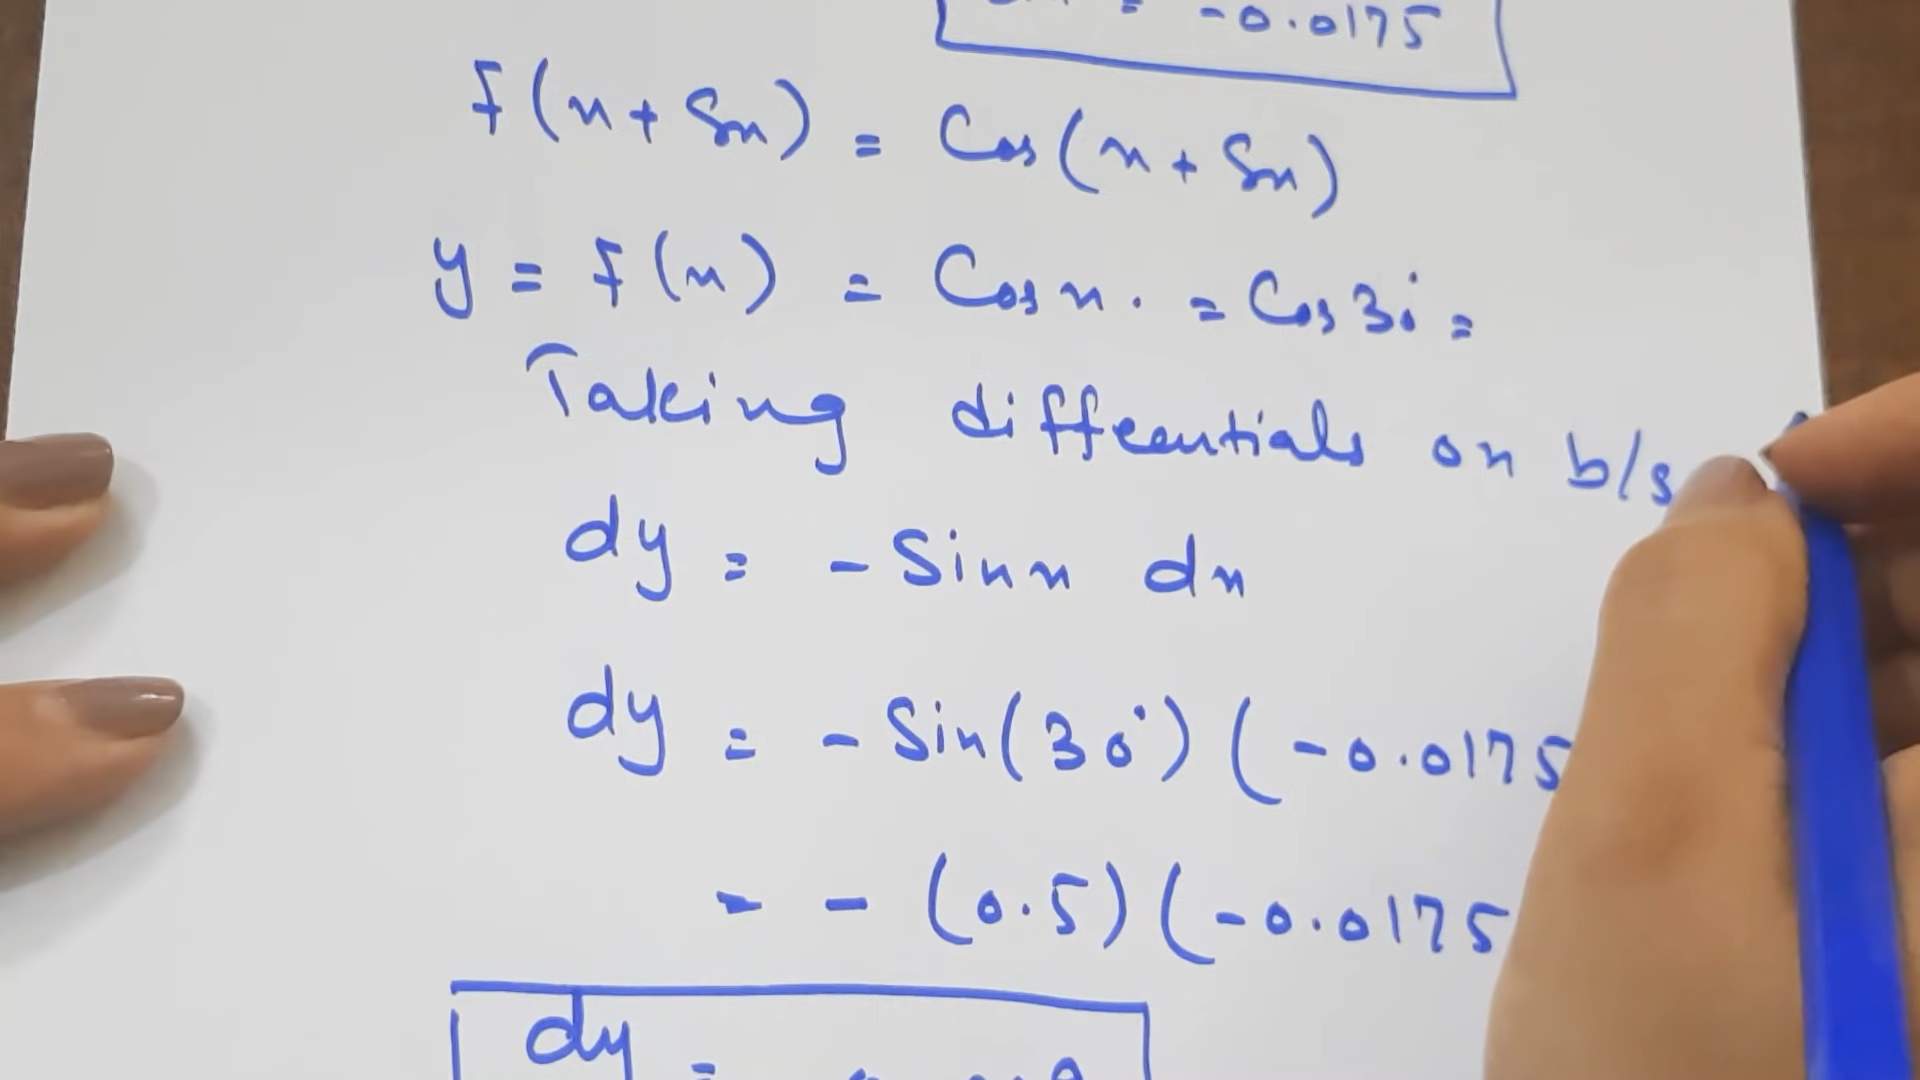 = -0.0175
f(x + δx) = Cos(x + δx)
y = f(x) = Cos x. = Cos 30° =
Taking diffeentials on b/s
dy = - Sin x dx
dy = - Sin(30°) (-0.0175
= - (0.5) (-0.0175
dy =